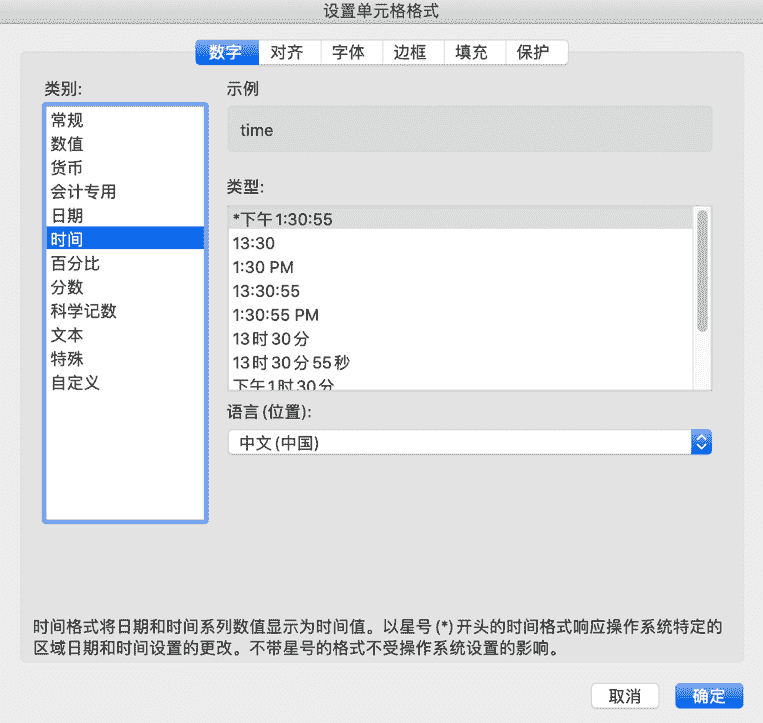 设置单元格格式
数字 对齐 字体 边框 填充 保护
类别:
常规
数值
货币
会计专用
日期
时间
百分比
分数
科学记数
文本
特殊
自定义
示例
time
类型:
*下午1:30:55
13:30
1:30 PM
13:30:55
1:30:55 PM
13时30分
13时30分55秒
下午1时30分
语言(位置):
中文(中国)
时间格式将日期和时间系列数值显示为时间值。以星号(*)开头的时间格式响应操作系统特定的
区域日期和时间设置的更改。不带星号的格式不受操作系统设置的影响。
取消 确定